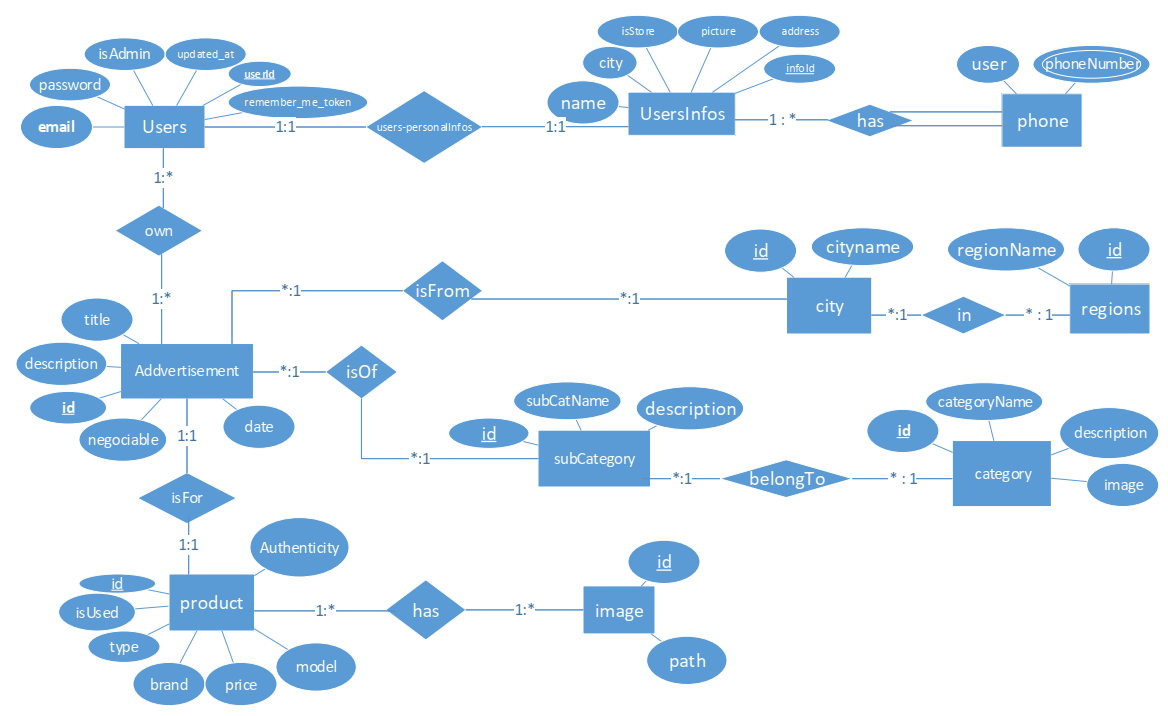 isStore
picture
address
isAdmin
updated_at
city
infoId
user
phoneNumber
password
userId
name
remember_me_token
email
Users
1:1
users-personalInfos
1:1
UsersInfos
1 : *
has
phone
1:*
own
1:*
id
cityname
regionName
id
*:1
isFrom
*:1
city
*:1
in
* : 1
regions
title
description
Addvertisement
*:1
isOf
id
negociable
date
1:1
subCatName
description
id
*:1
subCategory
*:1
belongTo
* : 1
categoryName
id
description
category
image
isFor
1:1
Authenticity
id
isUsed
product
type
brand
price
model
1:*
has
1:*
id
image
path